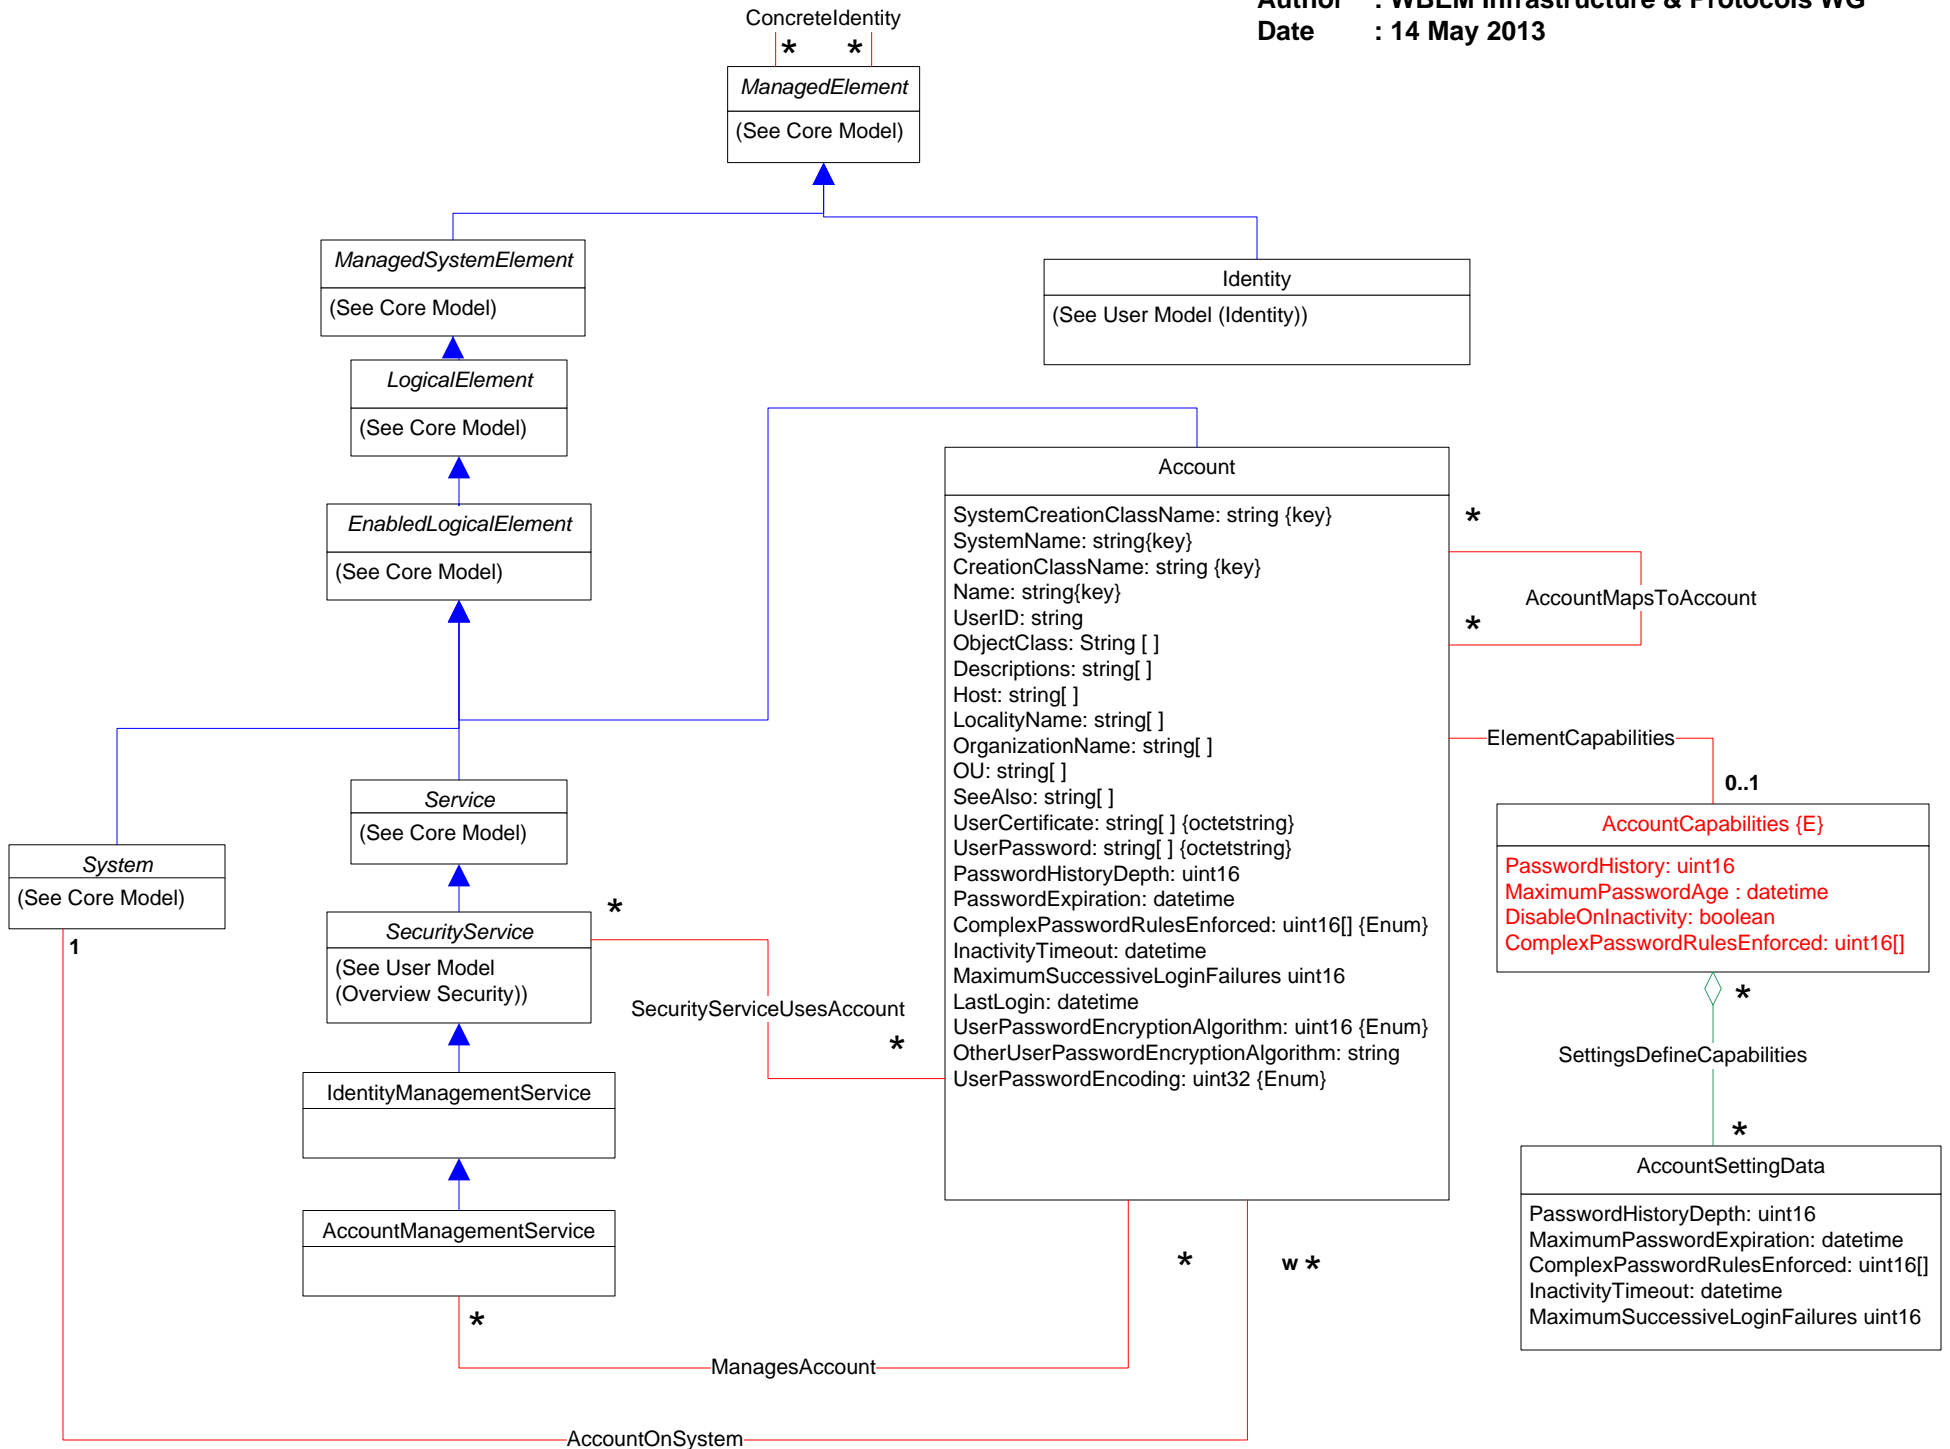 Author : WBEM Infrastructure & Protocols WG
Date : 14 May 2013
ConcreteIdentity
* *
ManagedElement
(See Core Model)
ManagedSystemElement
(See Core Model)
Identity
(See User Model (Identity))
LogicalElement
(See Core Model)
EnabledLogicalElement
(See Core Model)
Account
SystemCreationClassName: string {key}
SystemName: string{key}
CreationClassName: string {key}
Name: string{key}
UserID: string
ObjectClass: String [ ]
Descriptions: string[ ]
Host: string[ ]
LocalityName: string[ ]
OrganizationName: string[ ]
OU: string[ ]
SeeAlso: string[ ]
UserCertificate: string[ ] {octetstring}
UserPassword: string[ ] {octetstring}
PasswordHistoryDepth: uint16
PasswordExpiration: datetime
ComplexPasswordRulesEnforced: uint16[] {Enum}
InactivityTimeout: datetime
MaximumSuccessiveLoginFailures uint16
LastLogin: datetime
UserPasswordEncryptionAlgorithm: uint16 {Enum}
OtherUserPasswordEncryptionAlgorithm: string
UserPasswordEncoding: uint32 {Enum}
*
AccountMapsToAccount
*
ElementCapabilities
0..1
AccountCapabilities {E}
PasswordHistory: uint16
MaximumPasswordAge : datetime
DisableOnInactivity: boolean
ComplexPasswordRulesEnforced: uint16[]
*
SettingsDefineCapabilities
*
AccountSettingData
PasswordHistoryDepth: uint16
MaximumPasswordExpiration: datetime
ComplexPasswordRulesEnforced: uint16[]
InactivityTimeout: datetime
MaximumSuccessiveLoginFailures uint16
Service
(See Core Model)
System
(See Core Model)
1
SecurityService
(See User Model
(Overview Security))
*
SecurityServiceUsesAccount
*
IdentityManagementService
AccountManagementService
*
* w *
ManagesAccount
AccountOnSystem